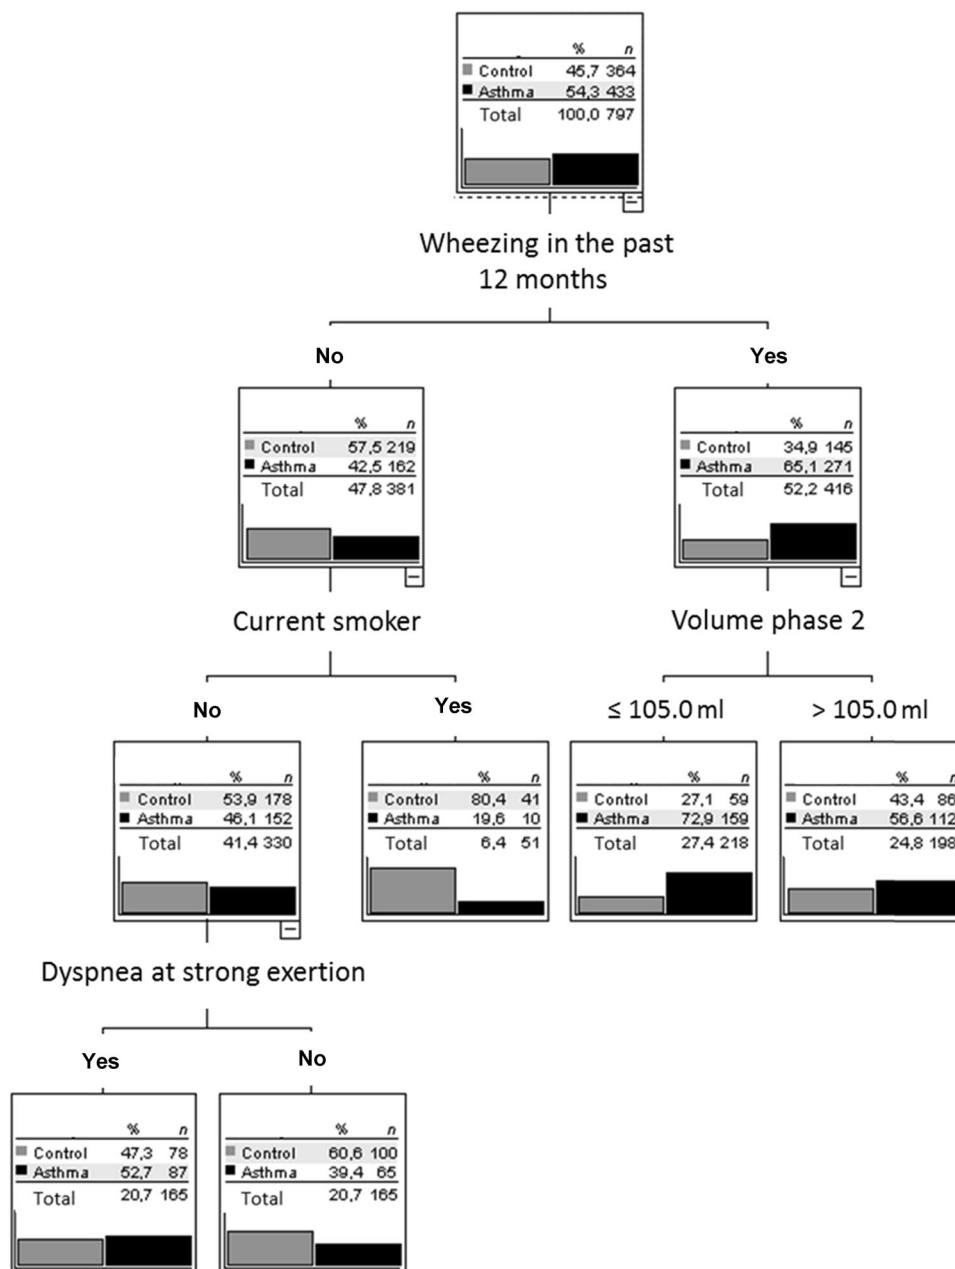 % n
Control 45,7 364
Asthma 54,3 433
Total 100,0 797
Wheezing in the past
12 months
No
Yes
% n
Control 57,5 219
Asthma 42,5 162
Total 47,8 381
% n
Control 34,9 145
Asthma 65,1 271
Total 52,2 416
Current smoker
Volume phase 2
No
Yes
≤ 105.0 ml
> 105.0 ml
% n
Control 53,9 178
Asthma 46,1 152
Total 41,4 330
% n
Control 80,4 41
Asthma 19,6 10
Total 6,4 51
% n
Control 27,1 59
Asthma 72,9 159
Total 27,4 218
% n
Control 43,4 86
Asthma 56,6 112
Total 24,8 198
Dyspnea at strong exertion
Yes
No
% n
Control 47,3 78
Asthma 52,7 87
Total 20,7 165
% n
Control 60,6 100
Asthma 39,4 65
Total 20,7 165